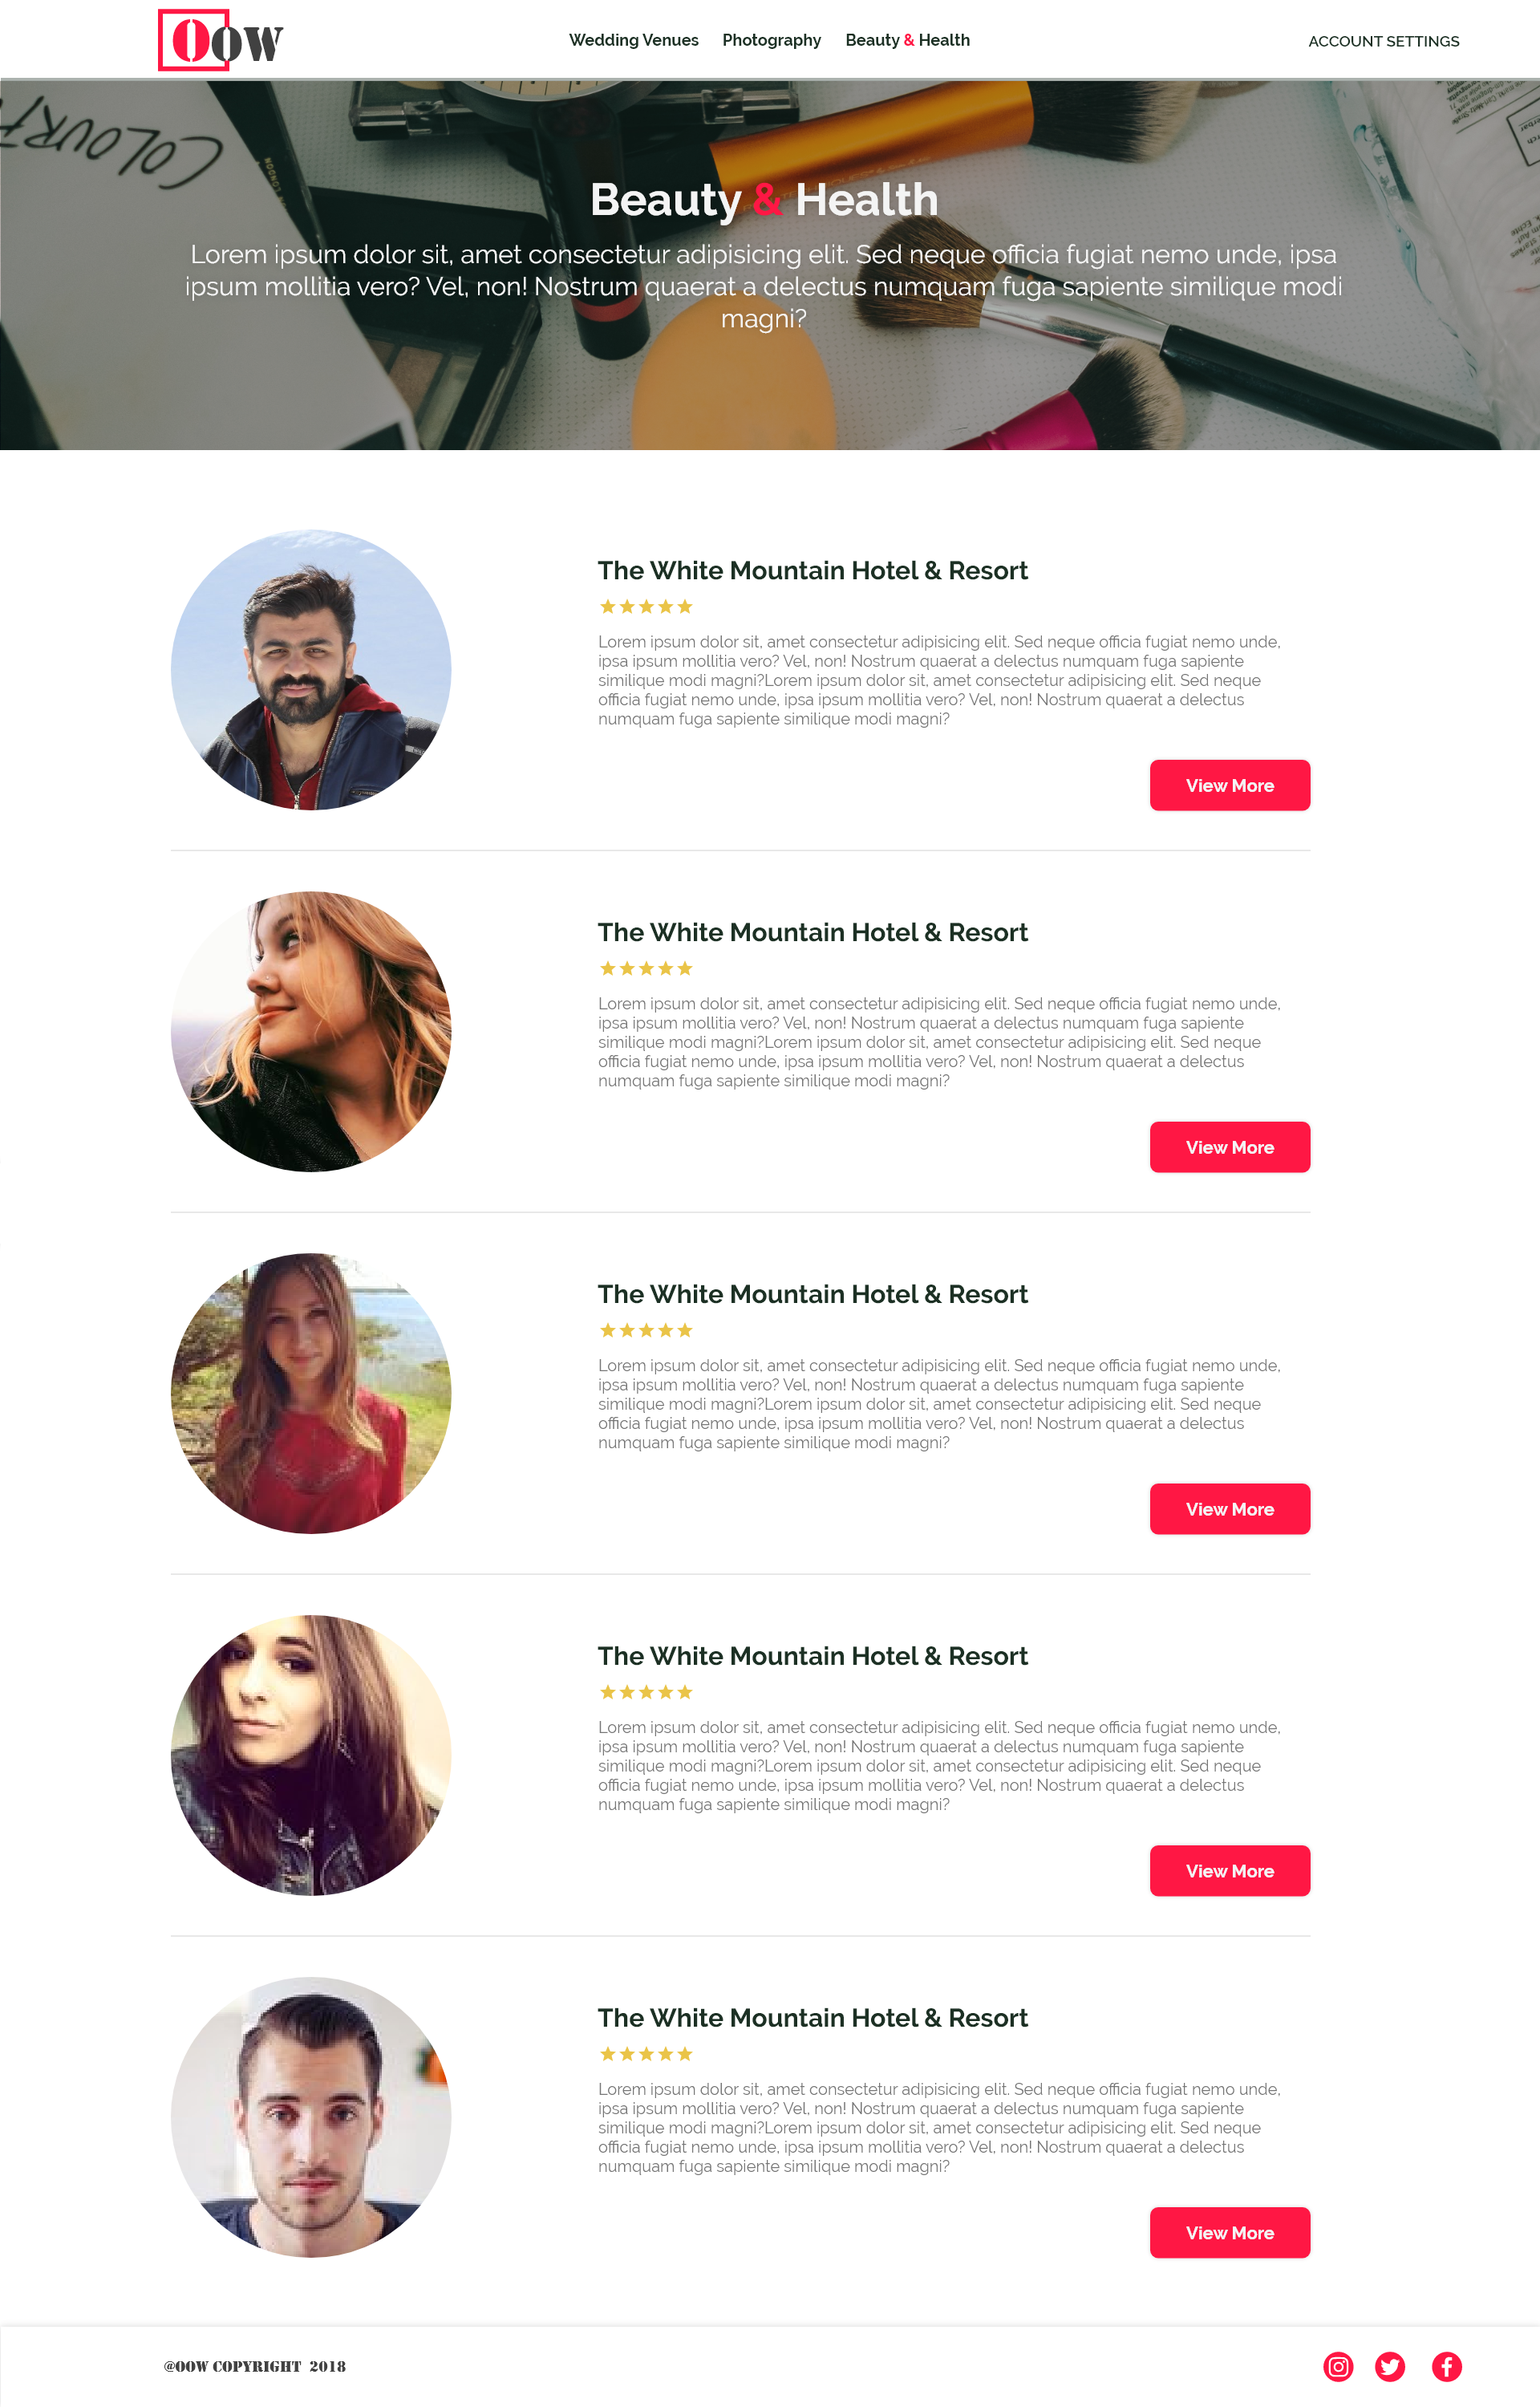 Oow
Wedding Venues Photography Beauty & Health
ACCOUNT SETTINGS
COLOURP
LONDON
Beauty & Health
Lorem ipsum dolor sit, amet consectetur adipisicing elit. Sed neque officia fugiat nemo unde, ipsa
ipsum mollitia vero? Vel, non! Nostrum quaerat a delectus numquam fuga sapiente similique modi
magni?
The White Mountain Hotel & Resort
Lorem ipsum dolor sit, amet consectetur adipisicing elit. Sed neque officia fugiat nemo unde,
ipsa ipsum mollitia vero? Vel, non! Nostrum quaerat a delectus numquam fuga sapiente
similique modi magni?Lorem ipsum dolor sit, amet consectetur adipisicing elit. Sed neque
officia fugiat nemo unde, ipsa ipsum mollitia vero? Vel, non! Nostrum quaerat a delectus
numquam fuga sapiente similique modi magni?
View More
The White Mountain Hotel & Resort
Lorem ipsum dolor sit, amet consectetur adipisicing elit. Sed neque officia fugiat nemo unde,
ipsa ipsum mollitia vero? Vel, non! Nostrum quaerat a delectus numquam fuga sapiente
similique modi magni?Lorem ipsum dolor sit, amet consectetur adipisicing elit. Sed neque
officia fugiat nemo unde, ipsa ipsum mollitia vero? Vel, non! Nostrum quaerat a delectus
numquam fuga sapiente similique modi magni?
View More
The White Mountain Hotel & Resort
Lorem ipsum dolor sit, amet consectetur adipisicing elit. Sed neque officia fugiat nemo unde,
ipsa ipsum mollitia vero? Vel, non! Nostrum quaerat a delectus numquam fuga sapiente
similique modi magni?Lorem ipsum dolor sit, amet consectetur adipisicing elit. Sed neque
officia fugiat nemo unde, ipsa ipsum mollitia vero? Vel, non! Nostrum quaerat a delectus
numquam fuga sapiente similique modi magni?
View More
The White Mountain Hotel & Resort
Lorem ipsum dolor sit, amet consectetur adipisicing elit. Sed neque officia fugiat nemo unde,
ipsa ipsum mollitia vero? Vel, non! Nostrum quaerat a delectus numquam fuga sapiente
similique modi magni?Lorem ipsum dolor sit, amet consectetur adipisicing elit. Sed neque
officia fugiat nemo unde, ipsa ipsum mollitia vero? Vel, non! Nostrum quaerat a delectus
numquam fuga sapiente similique modi magni?
View More
The White Mountain Hotel & Resort
Lorem ipsum dolor sit, amet consectetur adipisicing elit. Sed neque officia fugiat nemo unde,
ipsa ipsum mollitia vero? Vel, non! Nostrum quaerat a delectus numquam fuga sapiente
similique modi magni?Lorem ipsum dolor sit, amet consectetur adipisicing elit. Sed neque
officia fugiat nemo unde, ipsa ipsum mollitia vero? Vel, non! Nostrum quaerat a delectus
numquam fuga sapiente similique modi magni?
View More
@OOW COPYRIGHT 2018